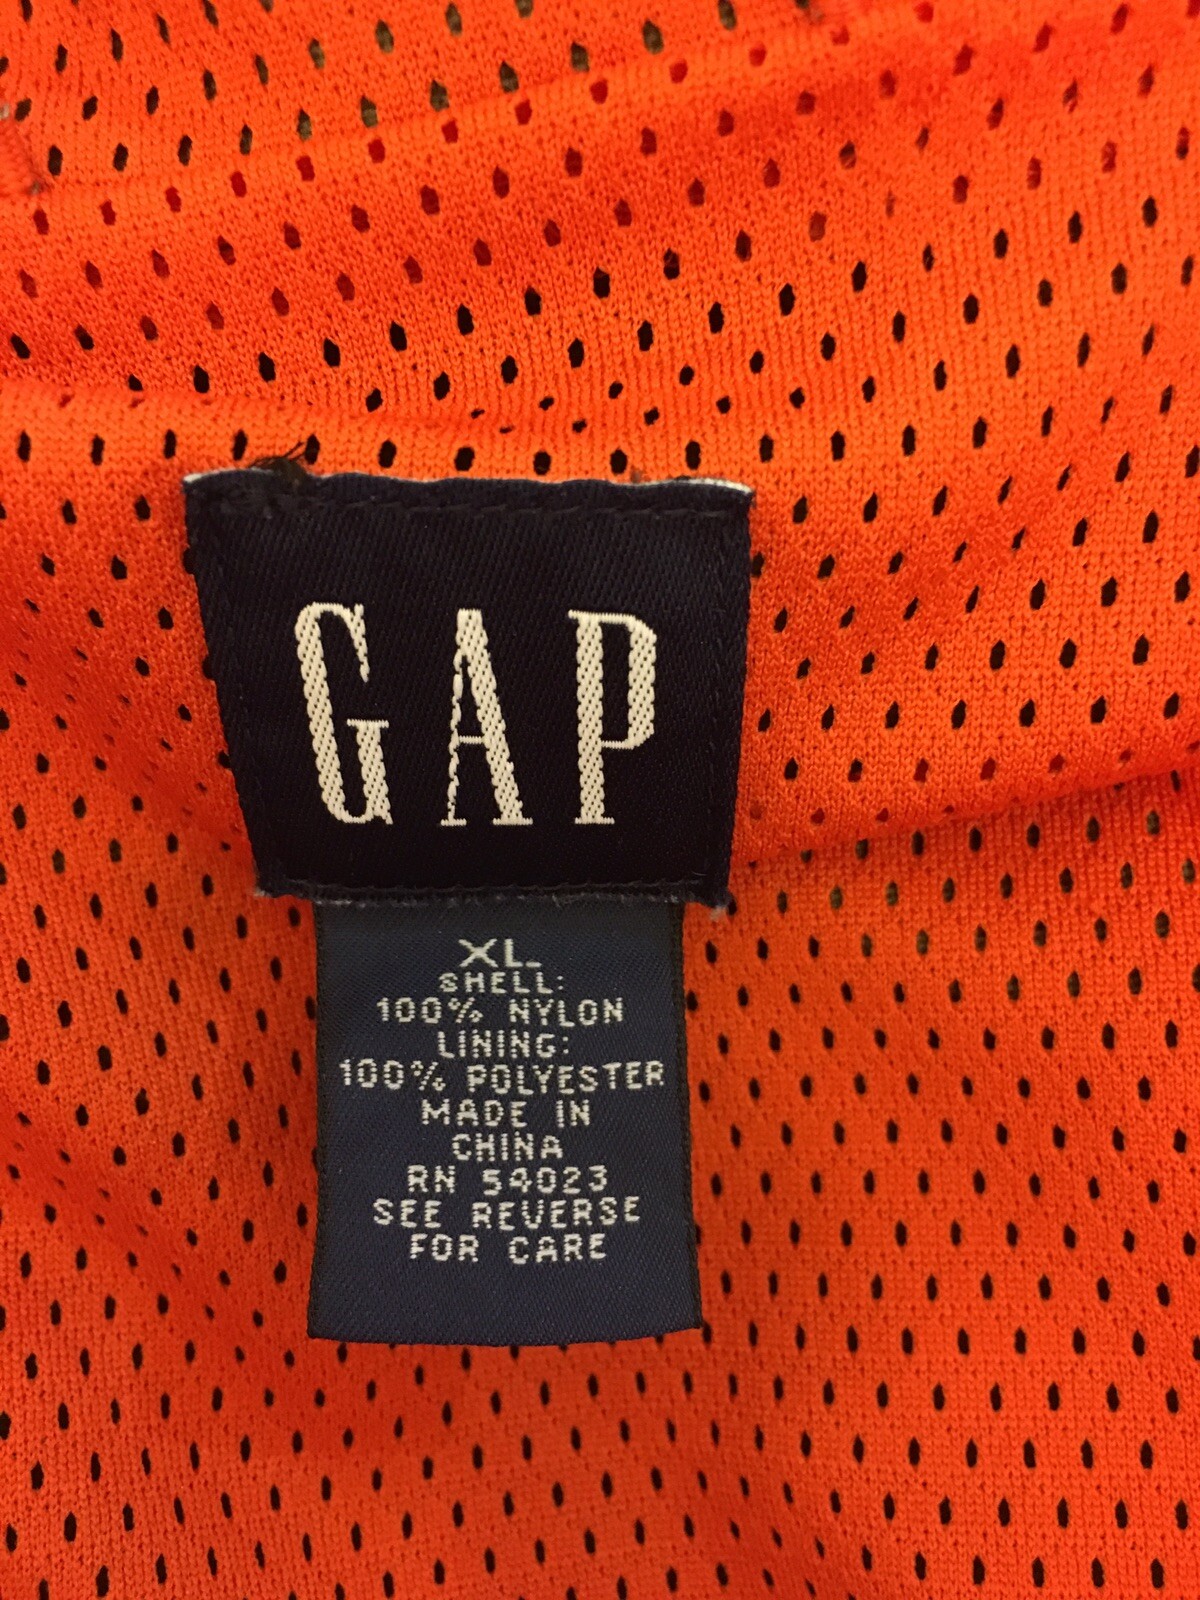 GAP
XL
SHELL:
100% NYLON
LINING:
100% POLYESTER
MADE IN
CHINA
RN 54023
SEE REVERSE
FOR CARE